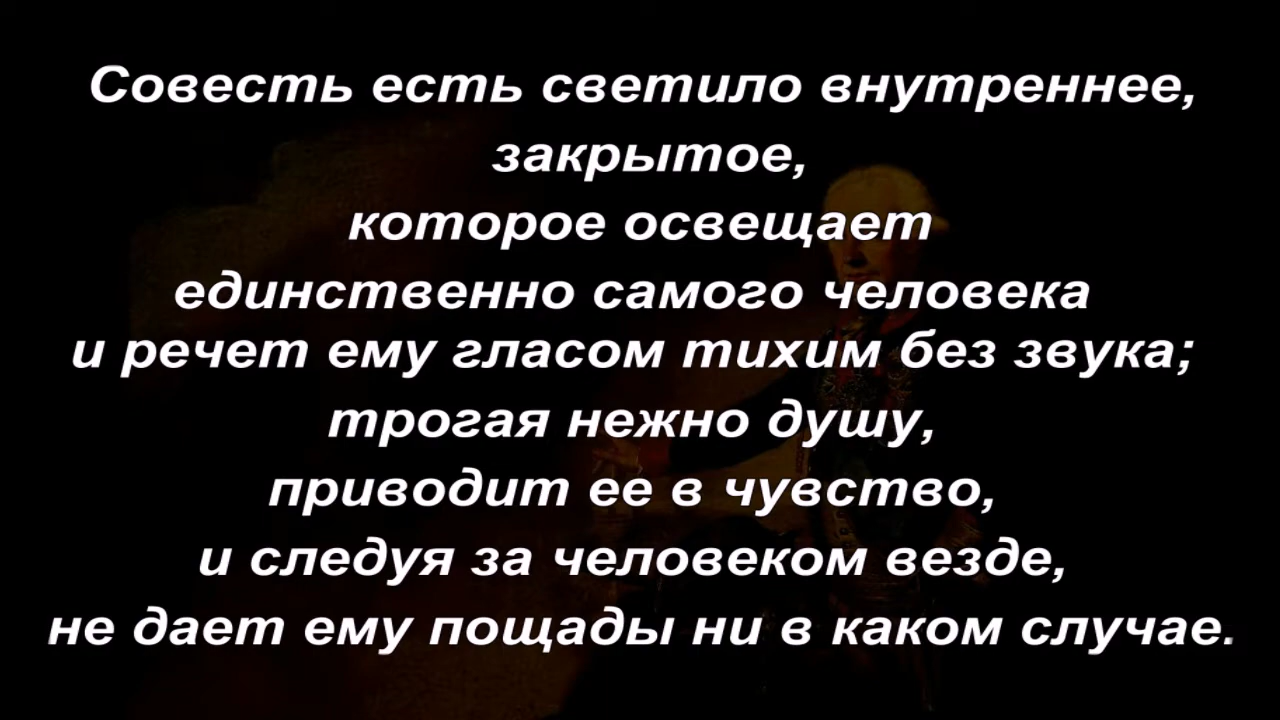 Совесть есть светило внутреннее,
закрытое,
которое освещает
единственно самого человека
и речет ему гласом тихим без звука;
трогая нежно душу,
приводит ее в чувство,
и следуя за человеком везде,
не дает ему пощады ни в каком случае.